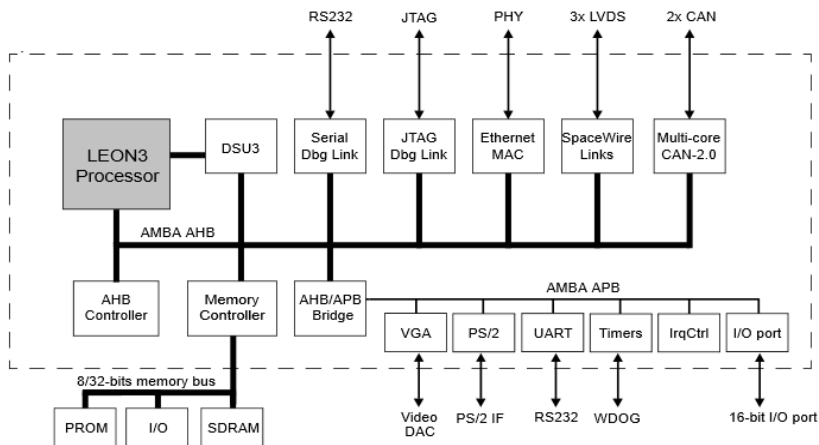 RS232 JTAG PHY 3x LVDS 2x CAN
LEON3
Processor
DSU3
Serial
Dbg Link
JTAG
Dbg Link
Ethernet
MAC
SpaceWire
Links
Multi-core
CAN-2.0
AMBA AHB
AHB
Controller
Memory
Controller
AHB/APB
Bridge
AMBA APB
VGA
PS/2
UART
Timers
IrqCtrl
I/O port
8/32-bits memory bus
PROM
I/O
SDRAM
Video
DAC
PS/2 IF
RS232
WDOG
16-bit I/O port